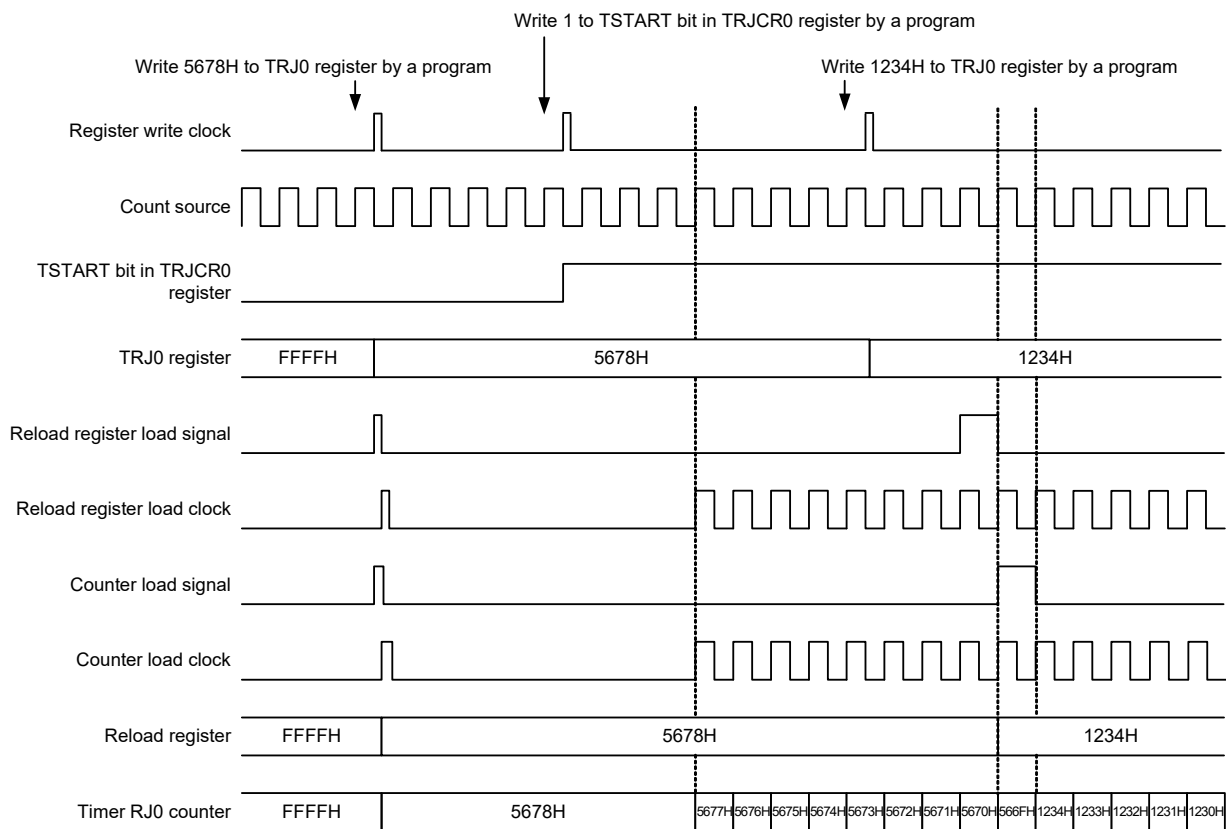 Write 1 to TSTART bit in TRJCR0 register by a program
Write 5678H to TRJ0 register by a program
Write 1234H to TRJ0 register by a program
Register write clock
Count source
TSTART bit in TRJCR0
register
TRJ0 register
FFFFH
5678H
1234H
Reload register load signal
Reload register load clock
Counter load signal
Counter load clock
Reload register
FFFFH
5678H
1234H
Timer RJ0 counter
FFFFH
5678H
5677H
5676H
5675H
5674H
5673H
5672H
5671H
5670H
566FH
1234H
1233H
1232H
1231H
1230H